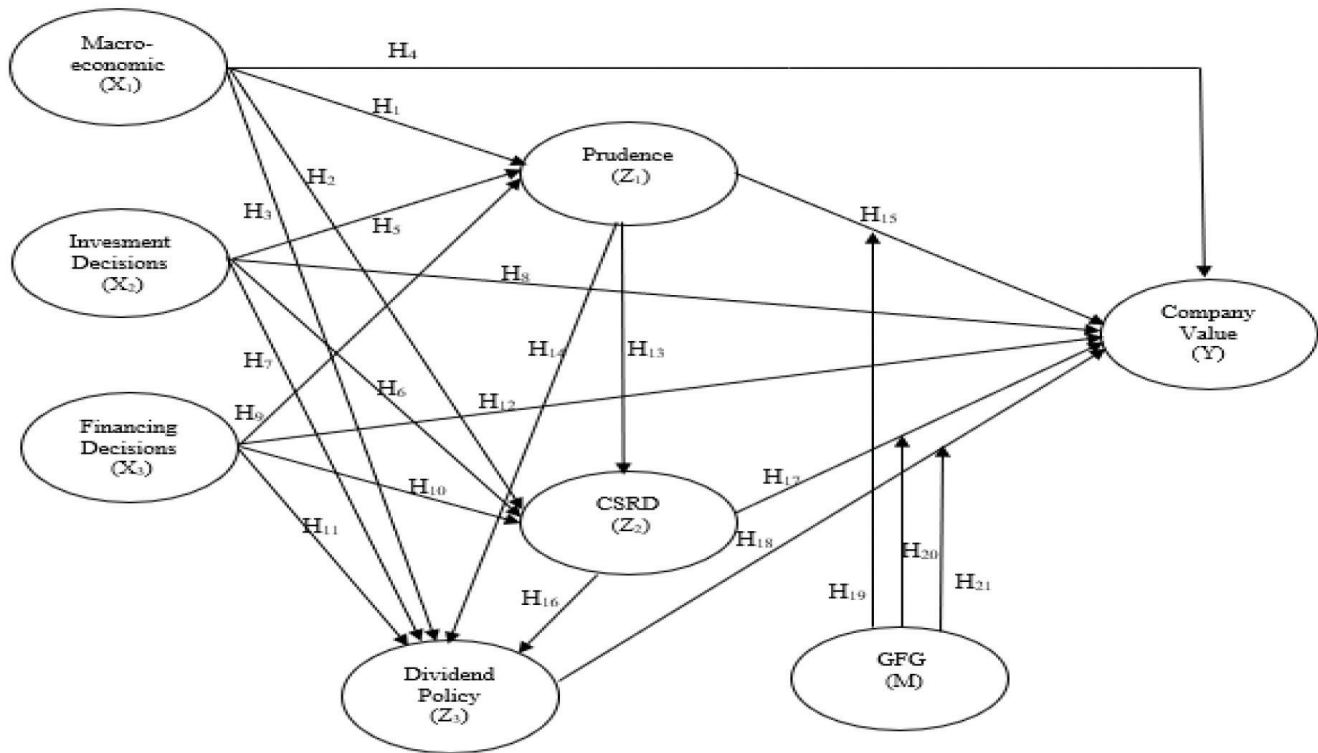 Macro-
economic
(X₁)
H₄
H₁
Prudence
(Z₁)
H₂
H₃
H₅
H₁₅
Invesment
Decisions
(X₂)
H₈
Company
Value
(Y)
H₇
H₁₄
H₁₃
H₆
H₉
H₁₂
Financing
Decisions
(X₃)
H₁₀
H₁₇
CSRD
(Z₂)
H₁₁
H₁₈
H₂₀
H₁₆
H₁₉
H₂₁
Dividend
Policy
(Z₃)
GFG
(M)